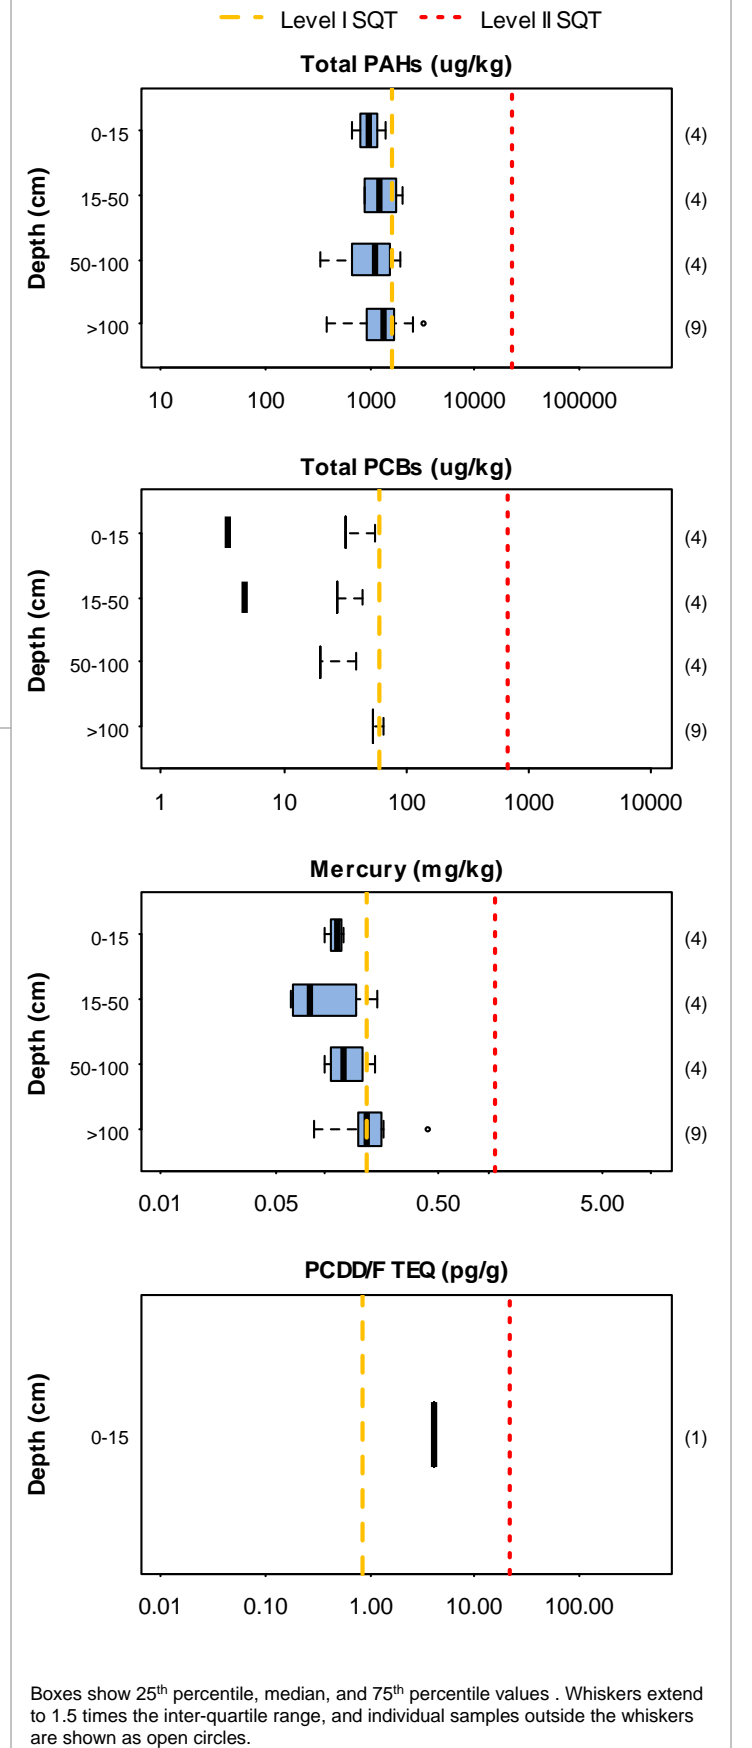 Level I SQT Level II SQT
Total PAHs (ug/kg)
Depth (cm)
0-15 (4)
15-50 (4)
50-100 (4)
>100 (9)
10 100 1000 10000 100000
Total PCBs (ug/kg)
Depth (cm)
0-15 (4)
15-50 (4)
50-100 (4)
>100 (9)
1 10 100 1000 10000
Mercury (mg/kg)
Depth (cm)
0-15 (4)
15-50 (4)
50-100 (4)
>100 (9)
0.01 0.05 0.50 5.00
PCDD/F TEQ (pg/g)
Depth (cm)
0-15 (1)
0.01 0.10 1.00 10.00 100.00
Boxes show 25th percentile, median, and 75th percentile values . Whiskers extend
to 1.5 times the inter-quartile range, and individual samples outside the whiskers
are shown as open circles.